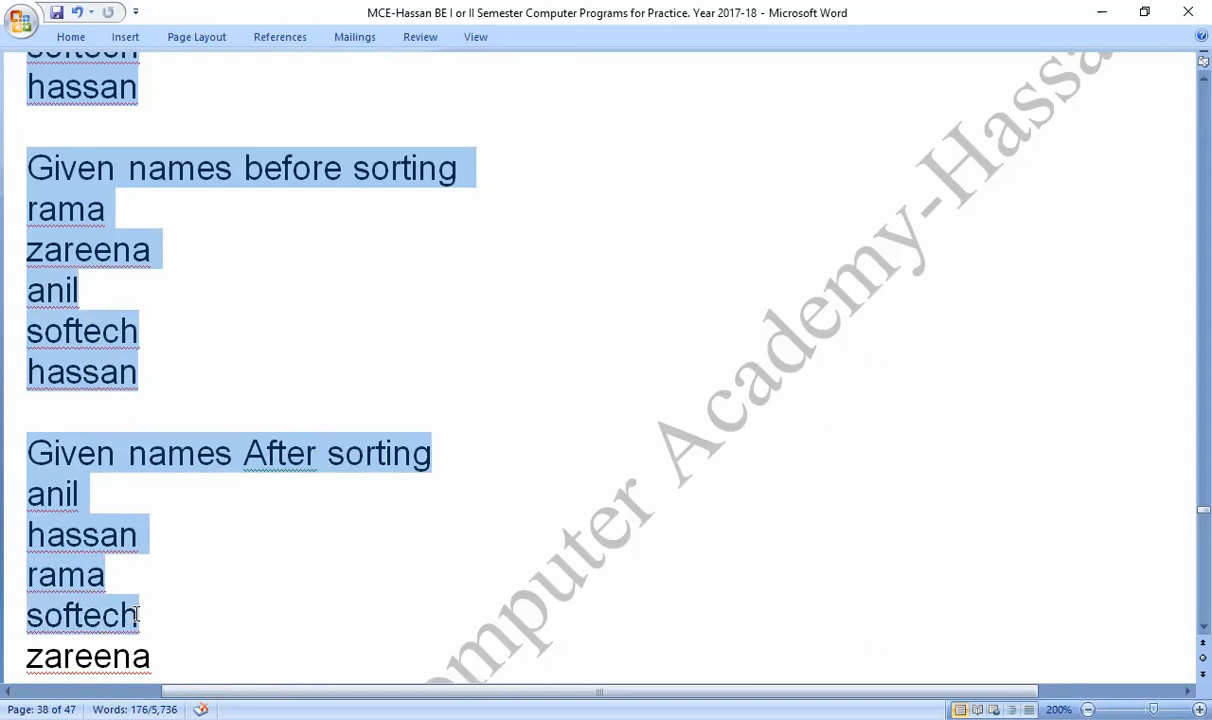 MCE-Hassan BE I or II Semester Computer Programs for Practice. Year 2017-18 - Microsoft Word
Home Insert Page Layout References Mailings Review View
softech
hassan
Given names before sorting
rama
zareena
anil
softech
hassan
Given names After sorting
anil
hassan
rama
softech
zareena
Computer Academy-Hassa
Page: 38 of 47 Words: 176/5,736 200%